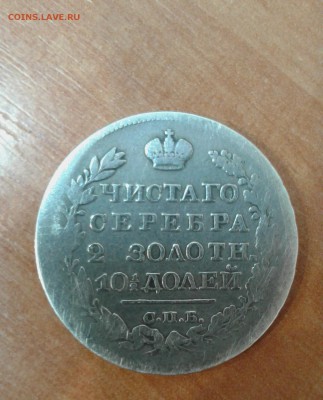 COINS.LAVE.RU
ЧИСТАГО
СЕРЕБРА
2 ЗОЛОТН.
10½ ДОЛЕЙ
С.П.Б.